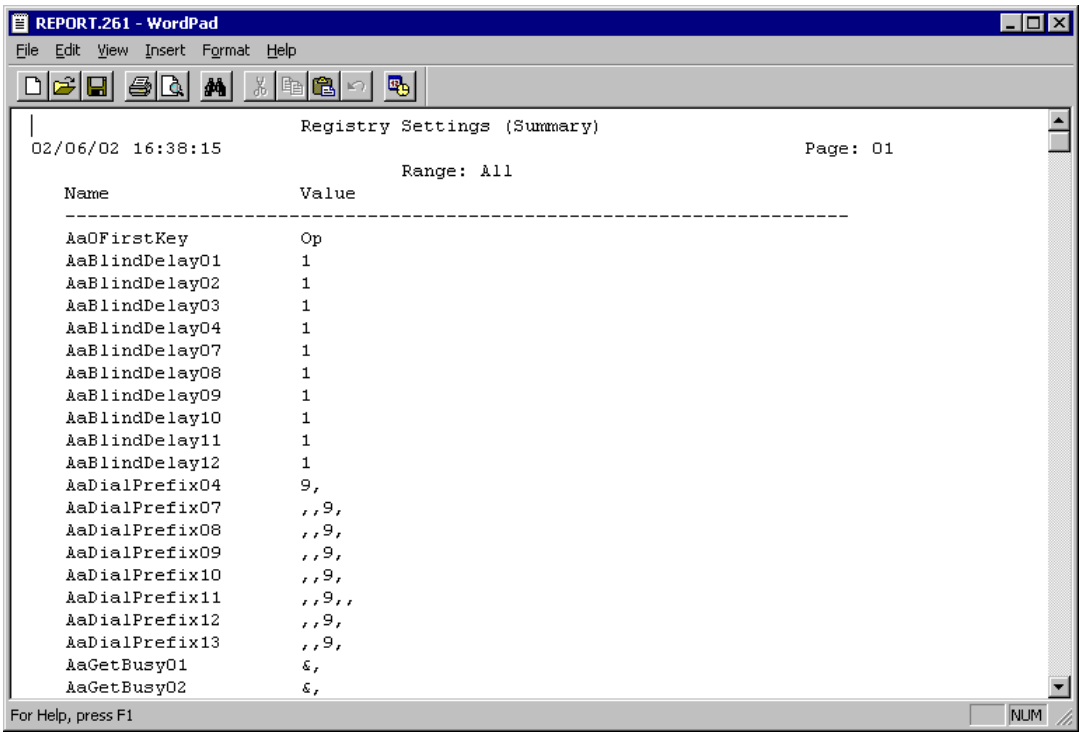 REPORT.261 - WordPad
File Edit View Insert Format Help
Registry Settings (Summary)
02/06/02 16:38:15 Page: 01
Range: All
Name Value
----------------------------------------------------------------------
Aa0FirstKey Op
AaBlindDelay01 1
AaBlindDelay02 1
AaBlindDelay03 1
AaBlindDelay04 1
AaBlindDelay07 1
AaBlindDelay08 1
AaBlindDelay09 1
AaBlindDelay10 1
AaBlindDelay11 1
AaBlindDelay12 1
AaDialPrefix04 9,
AaDialPrefix07 ,,9,
AaDialPrefix08 ,,9,
AaDialPrefix09 ,,9,
AaDialPrefix10 ,,9,
AaDialPrefix11 ,,9,,
AaDialPrefix12 ,,9,
AaDialPrefix13 ,,9,
AaGetBusy01 &,
AaGetBusy02 &,
For Help, press F1 NUM